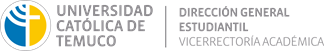 UNIVERSIDAD
CATÓLICA DE
TEMUCO
DIRECCIÓN GENERAL
ESTUDIANTIL
VICERRECTORÍA ACADÉMICA